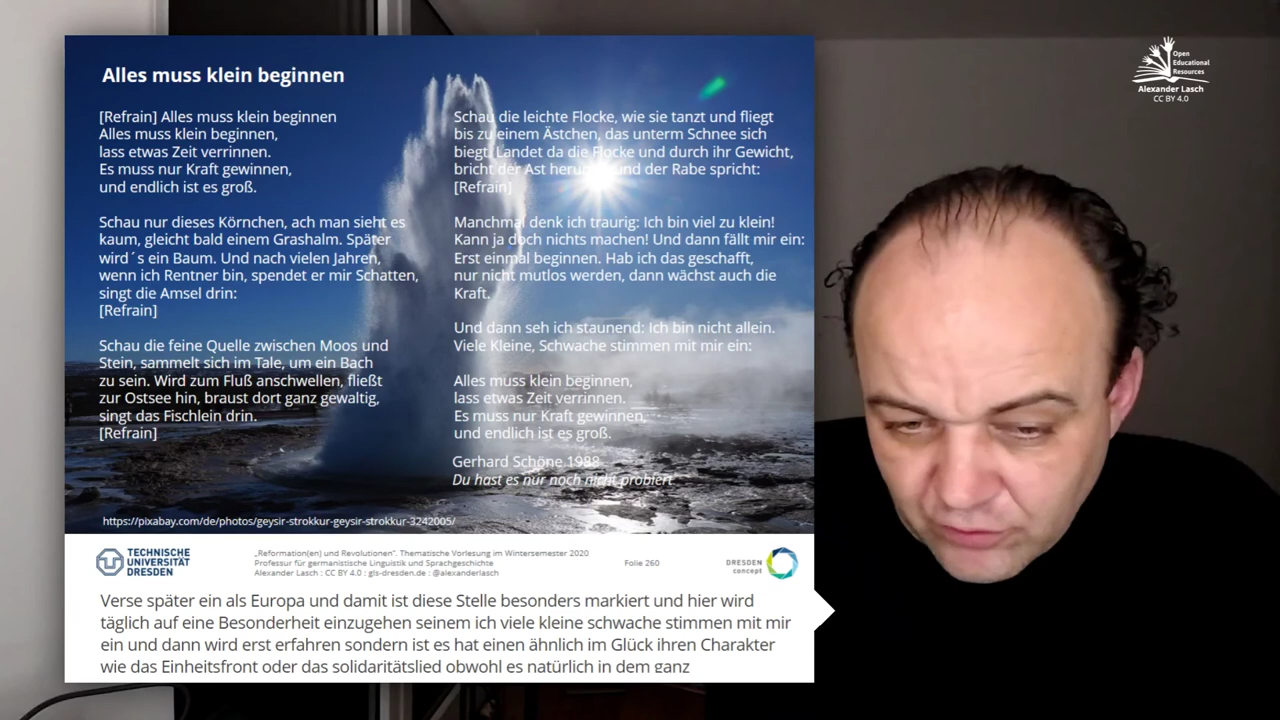 Alles muss klein beginnen
[Refrain] Alles muss klein beginnen
Alles muss klein beginnen,
lass etwas Zeit verrinnen.
Es muss nur Kraft gewinnen,
und endlich ist es groß.
Schau nur dieses Körnchen, ach man sieht es
kaum, gleicht bald einem Grashalm. Später
wird´s ein Baum. Und nach vielen Jahren,
wenn ich Rentner bin, spendet er mir Schatten,
singt die Amsel drin:
[Refrain]
Schau die feine Quelle zwischen Moos und
Stein, sammelt sich im Tale, um ein Bach
zu sein. Wird zum Fluß anschwellen, fließt
zur Ostsee hin, braust dort ganz gewaltig,
singt das Fischlein drin.
[Refrain]
Schau die leichte Flocke, wie sie tanzt und fliegt
bis zu einem Ästchen, das unterm Schnee sich
biegt. Landet da die Flocke und durch ihr Gewicht,
bricht der Ast herunter und der Rabe spricht:
[Refrain]
Manchmal denk ich traurig: Ich bin viel zu klein!
Kann ja doch nichts machen! Und dann fällt mir ein:
Erst einmal beginnen. Hab ich das geschafft,
nur nicht mutlos werden, dann wächst auch die
Kraft.
Und dann seh ich staunend: Ich bin nicht allein.
Viele Kleine, Schwache stimmen mit mir ein:
Alles muss klein beginnen,
lass etwas Zeit verrinnen.
Es muss nur Kraft gewinnen,
und endlich ist es groß.
Gerhard Schöne 1988
Du hast es nur noch nicht probiert
https://pixabay.com/de/photos/geysir-strokkur-geysir-strokkur-3242005/
TECHNISCHE
UNIVERSITÄT
DRESDEN
„Reformation(en) und Revolutionen“. Thematische Vorlesung im Wintersemester 2020
Professur für germanistische Linguistik und Sprachgeschichte
Alexander Lasch : CC BY 4.0 : gls-dresden.de : @alexanderlasch
Folie 260
DRESDEN
concept
Verse später ein als Europa und damit ist diese Stelle besonders markiert und hier wird
täglich auf eine Besonderheit einzugehen seinem ich viele kleine schwache stimmen mit mir
ein und dann wird erst erfahren sondern ist es hat einen ähnlich im Glück ihren Charakter
wie das Einheitsfront oder das solidaritätslied obwohl es natürlich in dem ganz
Open
Educational
Resources
Alexander Lasch
CC BY 4.0